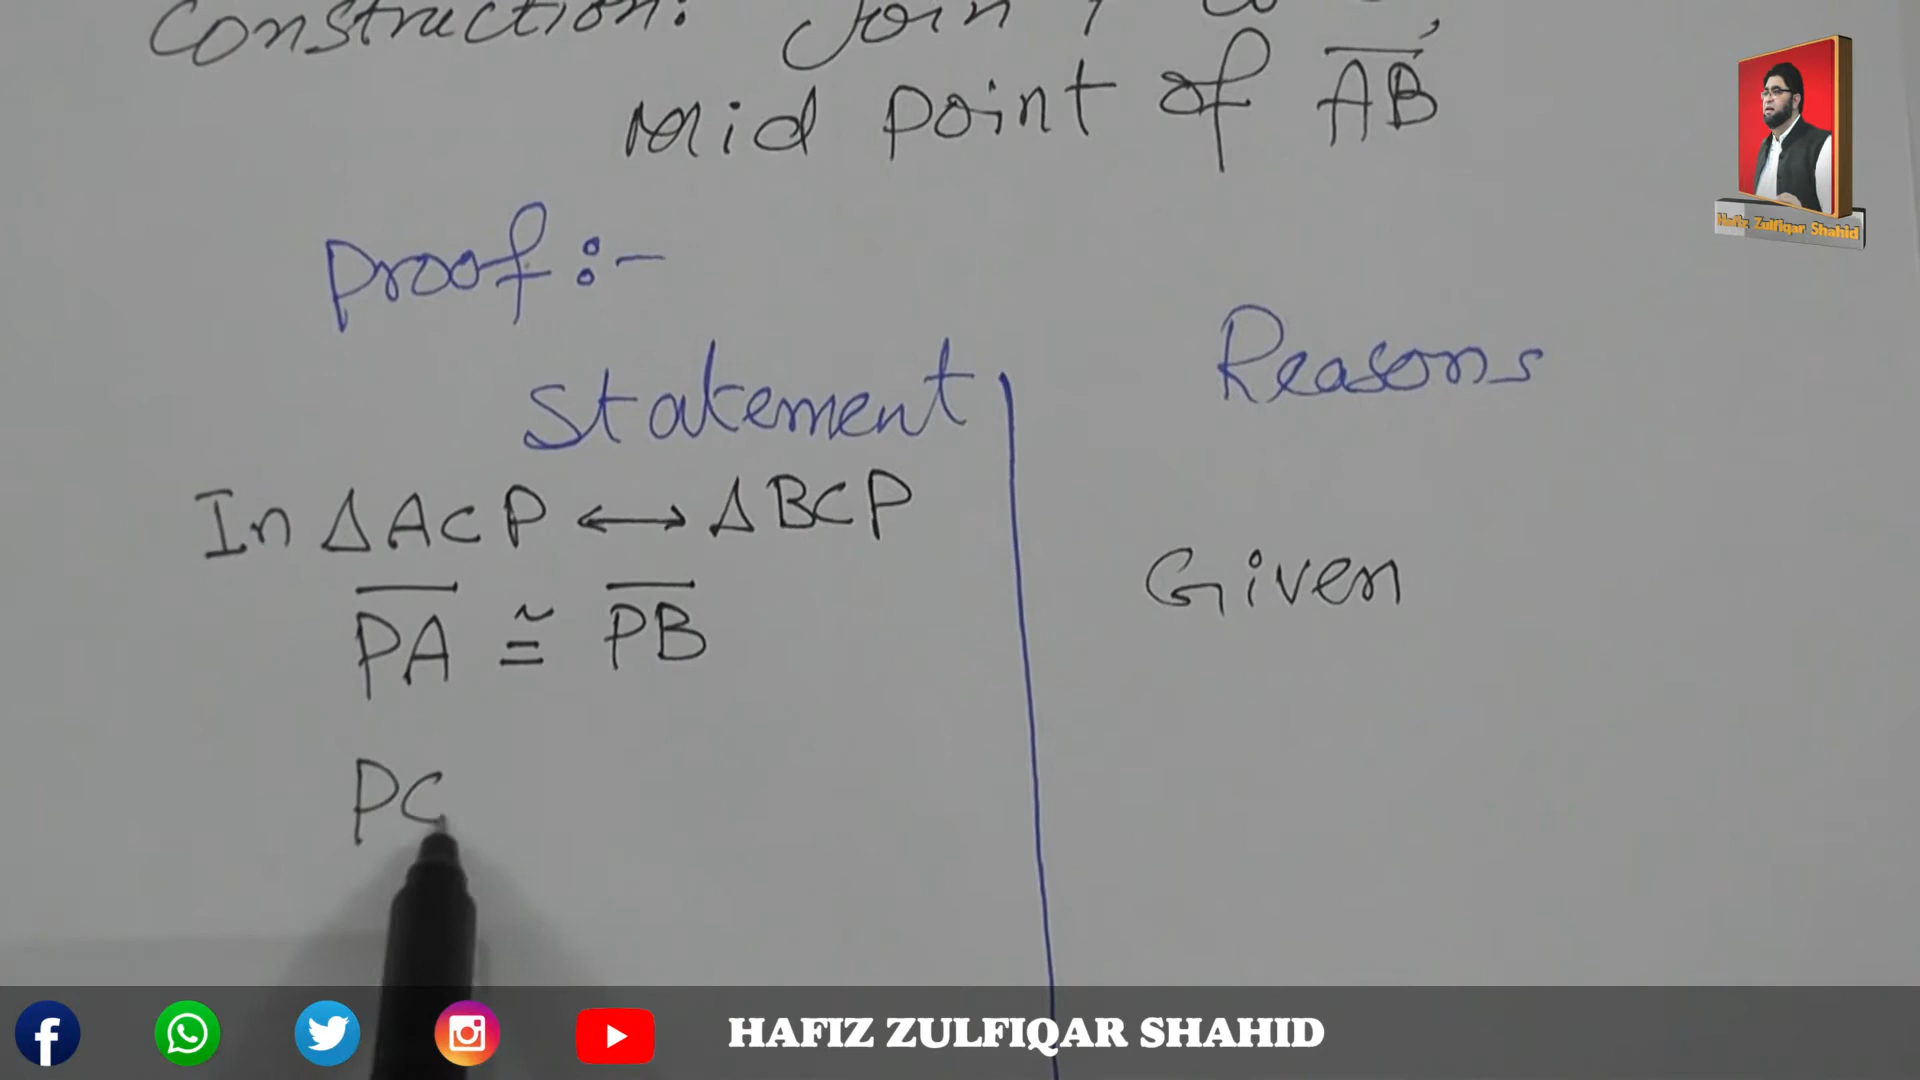 Construction: Join
mid point of AB,
Proof :-
Statement
Reasons
In ΔACP ↔ ΔBCP
PA ≅ PB
Given
PC
Hafiz Zulfiqar Shahid
HAFIZ ZULFIQAR SHAHID